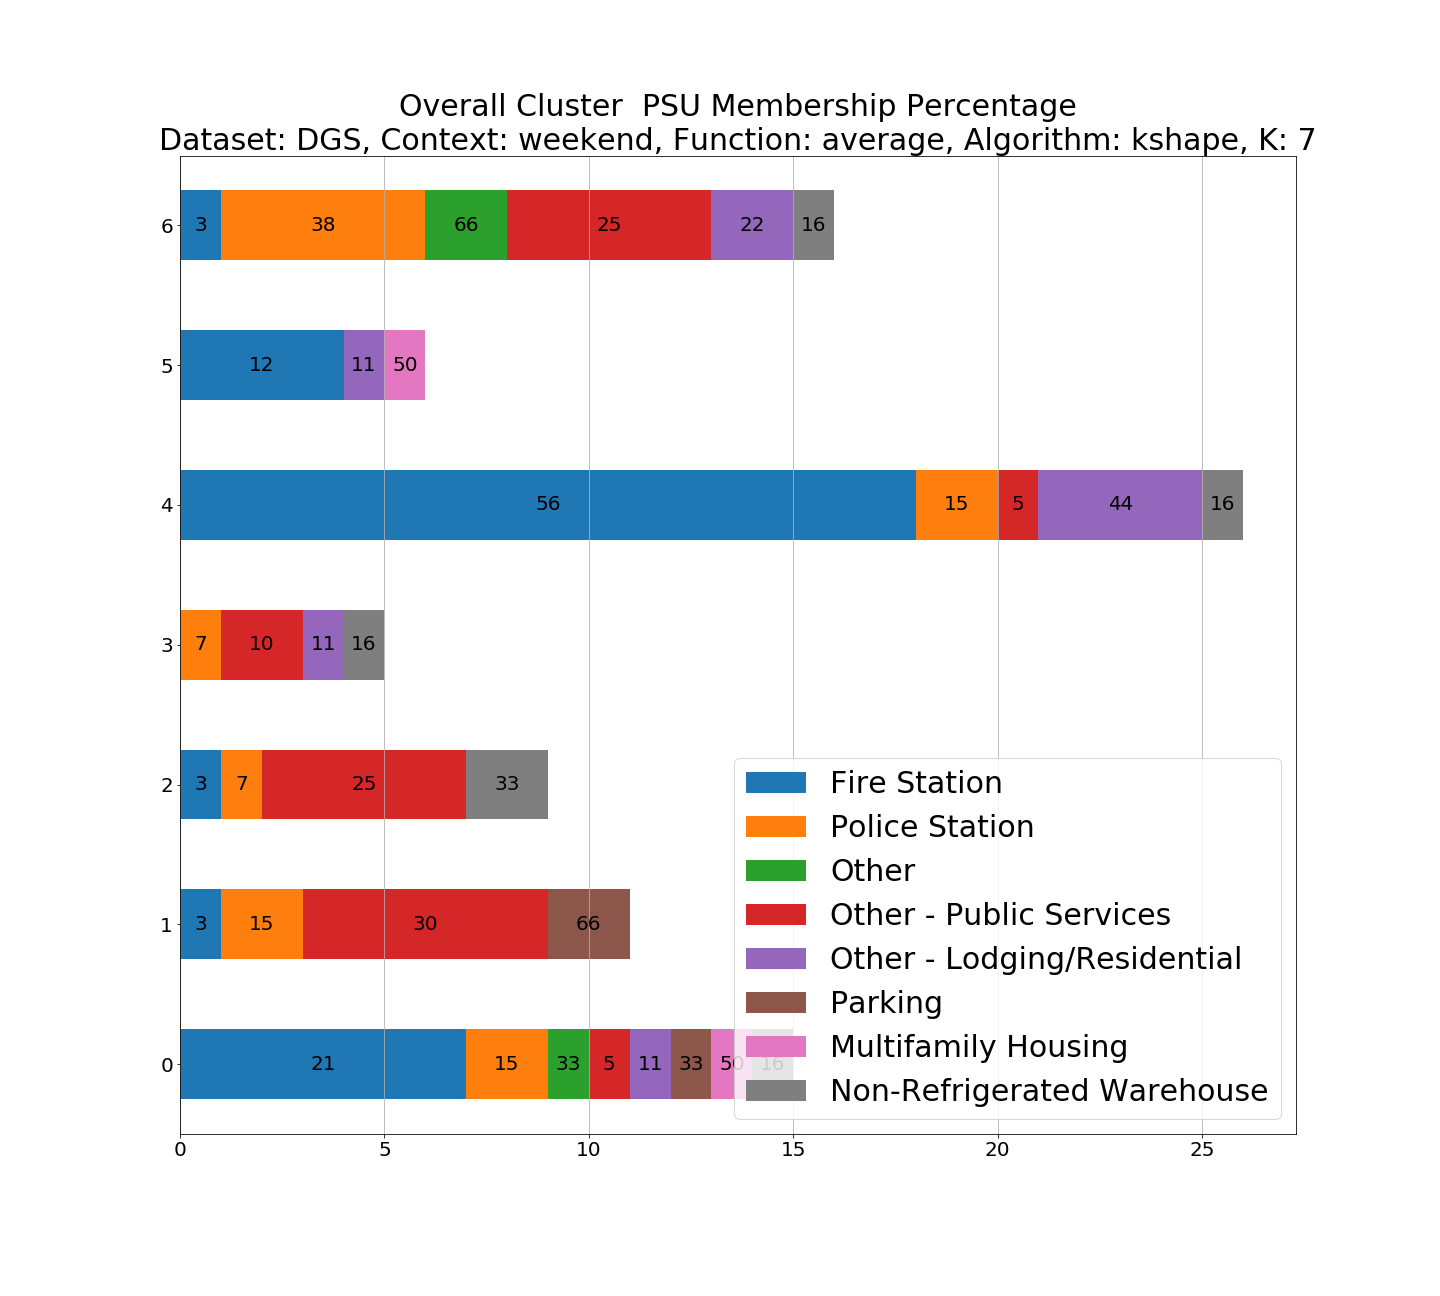 Overall Cluster  PSU Membership Percentage
Dataset: DGS, Context: weekend, Function: average, Algorithm: kshape, K: 7
6 3 38 66 25 22 16
5 12 11 50
4 56 15 5 44 16
3 7 10 11 16
2 3 7 25 33
1 3 15 30 66
0 21 15 33 5 11 33 50 16
Fire Station
Police Station
Other
Other - Public Services
Other - Lodging/Residential
Parking
Multifamily Housing
Non-Refrigerated Warehouse
0 5 10 15 20 25